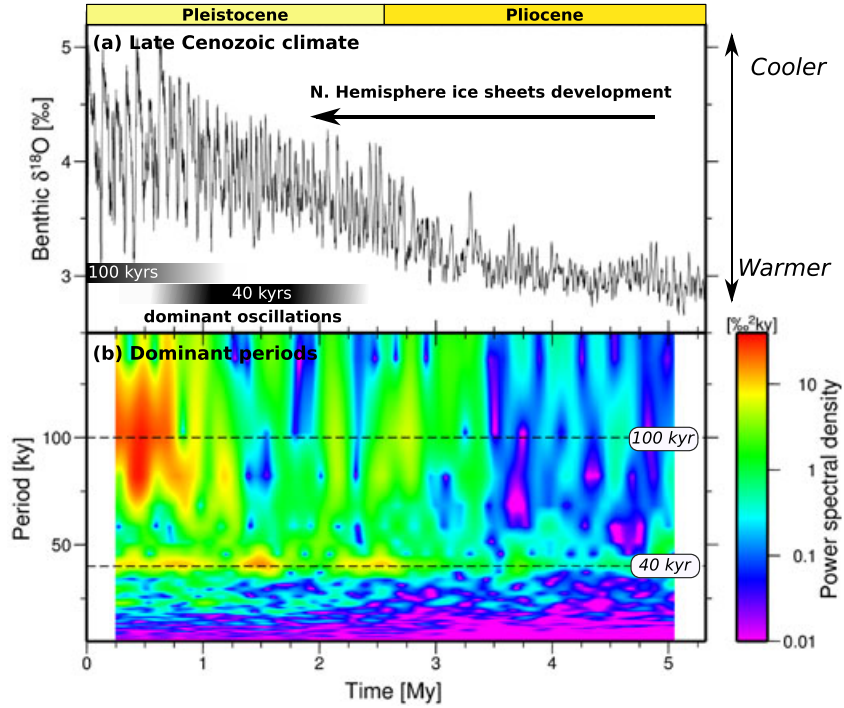 Pleistocene Pliocene
(a) Late Cenozoic climate
N. Hemisphere ice sheets development
Cooler
Warmer
Benthic δ¹⁸O [‰]
5
4
3
100 kyrs
40 kyrs
dominant oscillations
(b) Dominant periods
Period [ky]
100
50
100 kyr
40 kyr
0 1 2 3 4 5
Time [My]
[‰²ky]
10
1
0.1
0.01
Power spectral density